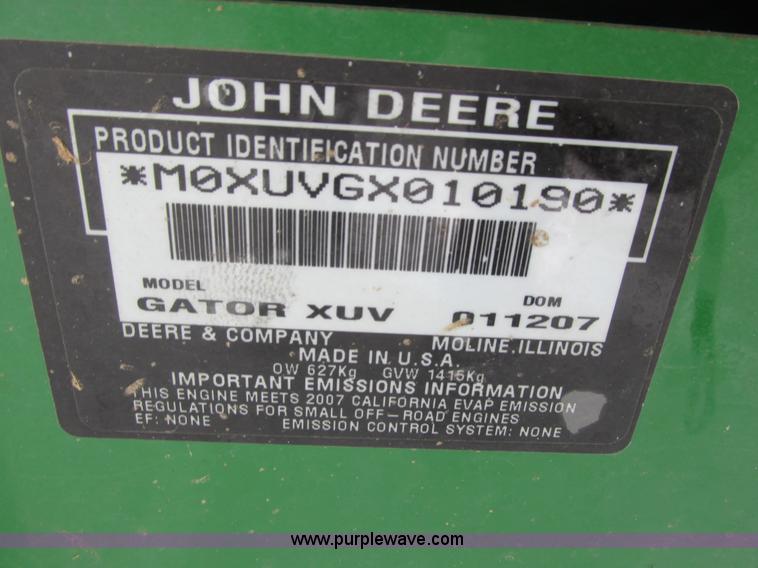 JOHN DEERE
PRODUCT IDENTIFICATION NUMBER
*M0XUVGX010190*
MODEL
DOM
GATOR XUV
011207
DEERE & COMPANY
MOLINE, ILLINOIS
MADE IN U.S.A.
OW 627Kg GVW 1415Kg
IMPORTANT EMISSIONS INFORMATION
THIS ENGINE MEETS 2007 CALIFORNIA EVAP EMISSION
REGULATIONS FOR SMALL OFF-ROAD ENGINES
EF: NONE
EMISSION CONTROL SYSTEM: NONE
www.purplewave.com